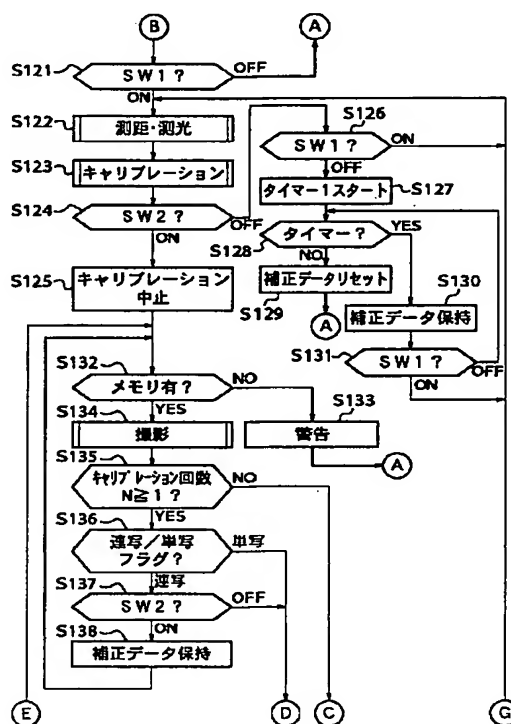 B
A
S121
SW1?
OFF
ON
S122
測距・測光
S123
キャリブレーション
S124
SW2?
OFF
ON
S125
キャリブレーション
中止
S126
SW1?
ON
OFF
タイマー1スタート
S127
タイマー?
YES
S128
NO
補正データリセット
S129
A
S130
補正データ保持
S131
SW1?
OFF
ON
S132
メモリ有?
NO
YES
S133
警告
A
S134
撮影
S135
キャリブレーション回数
N≧1?
NO
YES
S136
連写/単写
フラグ?
単写
連写
S137
SW2?
OFF
ON
S138
補正データ保持
E
D
C
G